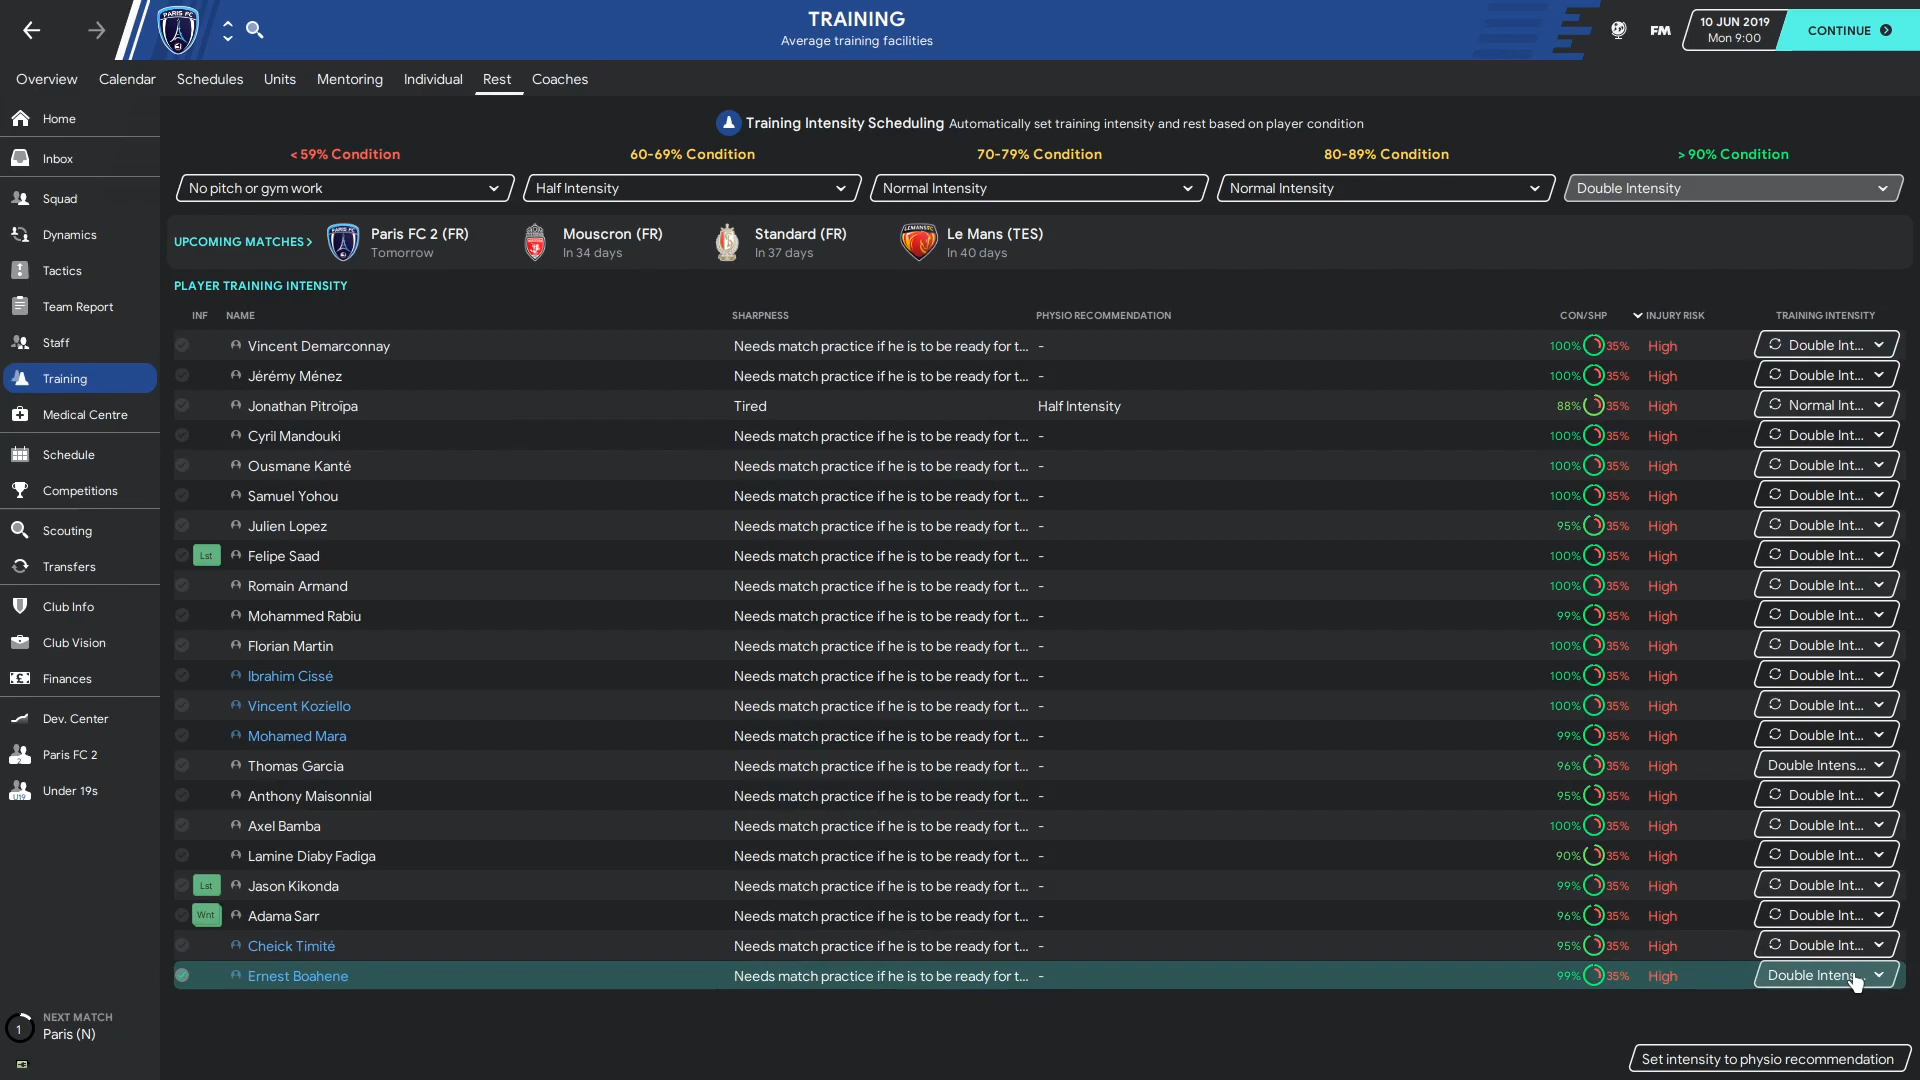 TRAINING
Average training facilities
FM
10 JUN 2019
Mon 9:00
CONTINUE
Overview Calendar Schedules Units Mentoring Individual Rest Coaches
Home
Inbox
Squad
Dynamics
Tactics
Team Report
Staff
Training
Medical Centre
Schedule
Competitions
Scouting
Transfers
Club Info
Club Vision
Finances
Dev. Center
Paris FC 2
Under 19s
NEXT MATCH
1 Paris (N)
Training Intensity Scheduling Automatically set training intensity and rest based on player condition
< 59% Condition 60-69% Condition 70-79% Condition 80-89% Condition > 90% Condition
No pitch or gym work Half Intensity Normal Intensity Normal Intensity Double Intensity
UPCOMING MATCHES >
Paris FC 2 (FR) Mouscron (FR) Standard (FR) Le Mans (TES)
Tomorrow In 34 days In 37 days In 40 days
PLAYER TRAINING INTENSITY
INF NAME SHARPNESS PHYSIO RECOMMENDATION CON/SHP INJURY RISK TRAINING INTENSITY
Vincent Demarconnay Needs match practice if he is to be ready for t... - 100% 35% High Double Int...
Jérémy Ménez Needs match practice if he is to be ready for t... - 100% 35% High Double Int...
Jonathan Pitroïpa Tired Half Intensity 88% 35% High Normal Int...
Cyril Mandouki Needs match practice if he is to be ready for t... - 100% 35% High Double Int...
Ousmane Kanté Needs match practice if he is to be ready for t... - 100% 35% High Double Int...
Samuel Yohou Needs match practice if he is to be ready for t... - 100% 35% High Double Int...
Julien Lopez Needs match practice if he is to be ready for t... - 95% 35% High Double Int...
Lst Felipe Saad Needs match practice if he is to be ready for t... - 100% 35% High Double Int...
Romain Armand Needs match practice if he is to be ready for t... - 100% 35% High Double Int...
Mohammed Rabiu Needs match practice if he is to be ready for t... - 99% 35% High Double Int...
Florian Martin Needs match practice if he is to be ready for t... - 100% 35% High Double Int...
Ibrahim Cissé Needs match practice if he is to be ready for t... - 100% 35% High Double Int...
Vincent Koziello Needs match practice if he is to be ready for t... - 100% 35% High Double Int...
Mohamed Mara Needs match practice if he is to be ready for t... - 99% 35% High Double Int...
Thomas Garcia Needs match practice if he is to be ready for t... - 96% 35% High Double Intens...
Anthony Maisonnial Needs match practice if he is to be ready for t... - 95% 35% High Double Int...
Axel Bamba Needs match practice if he is to be ready for t... - 100% 35% High Double Int...
Lamine Diaby Fadiga Needs match practice if he is to be ready for t... - 90% 35% High Double Int...
Lst Jason Kikonda Needs match practice if he is to be ready for t... - 99% 35% High Double Int...
Wnt Adama Sarr Needs match practice if he is to be ready for t... - 96% 35% High Double Int...
Cheick Timité Needs match practice if he is to be ready for t... - 95% 35% High Double Int...
Ernest Boahene Needs match practice if he is to be ready for t... - 99% 35% High Double Intens...
Set intensity to physio recommendation